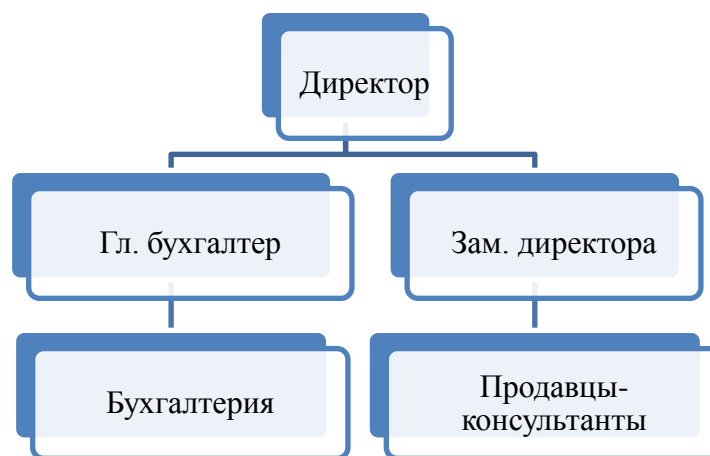 Директор
Гл. бухгалтер
Зам. директора
Бухгалтерия
Продавцы-
консультанты